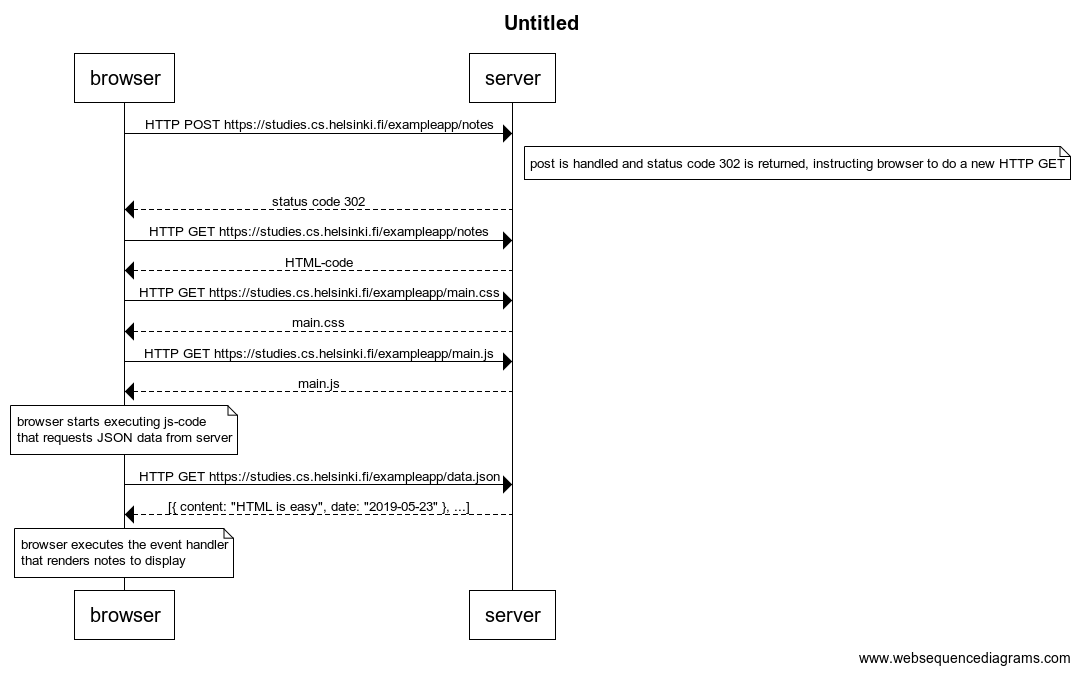 Untitled
browser
server
HTTP POST https://studies.cs.helsinki.fi/exampleapp/notes
post is handled and status code 302 is returned, instructing browser to do a new HTTP GET
status code 302
HTTP GET https://studies.cs.helsinki.fi/exampleapp/notes
HTML-code
HTTP GET https://studies.cs.helsinki.fi/exampleapp/main.css
main.css
HTTP GET https://studies.cs.helsinki.fi/exampleapp/main.js
main.js
browser starts executing js-code
that requests JSON data from server
HTTP GET https://studies.cs.helsinki.fi/exampleapp/data.json
[{ content: "HTML is easy", date: "2019-05-23" }, ...]
browser executes the event handler
that renders notes to display
browser
server
www.websequencediagrams.com